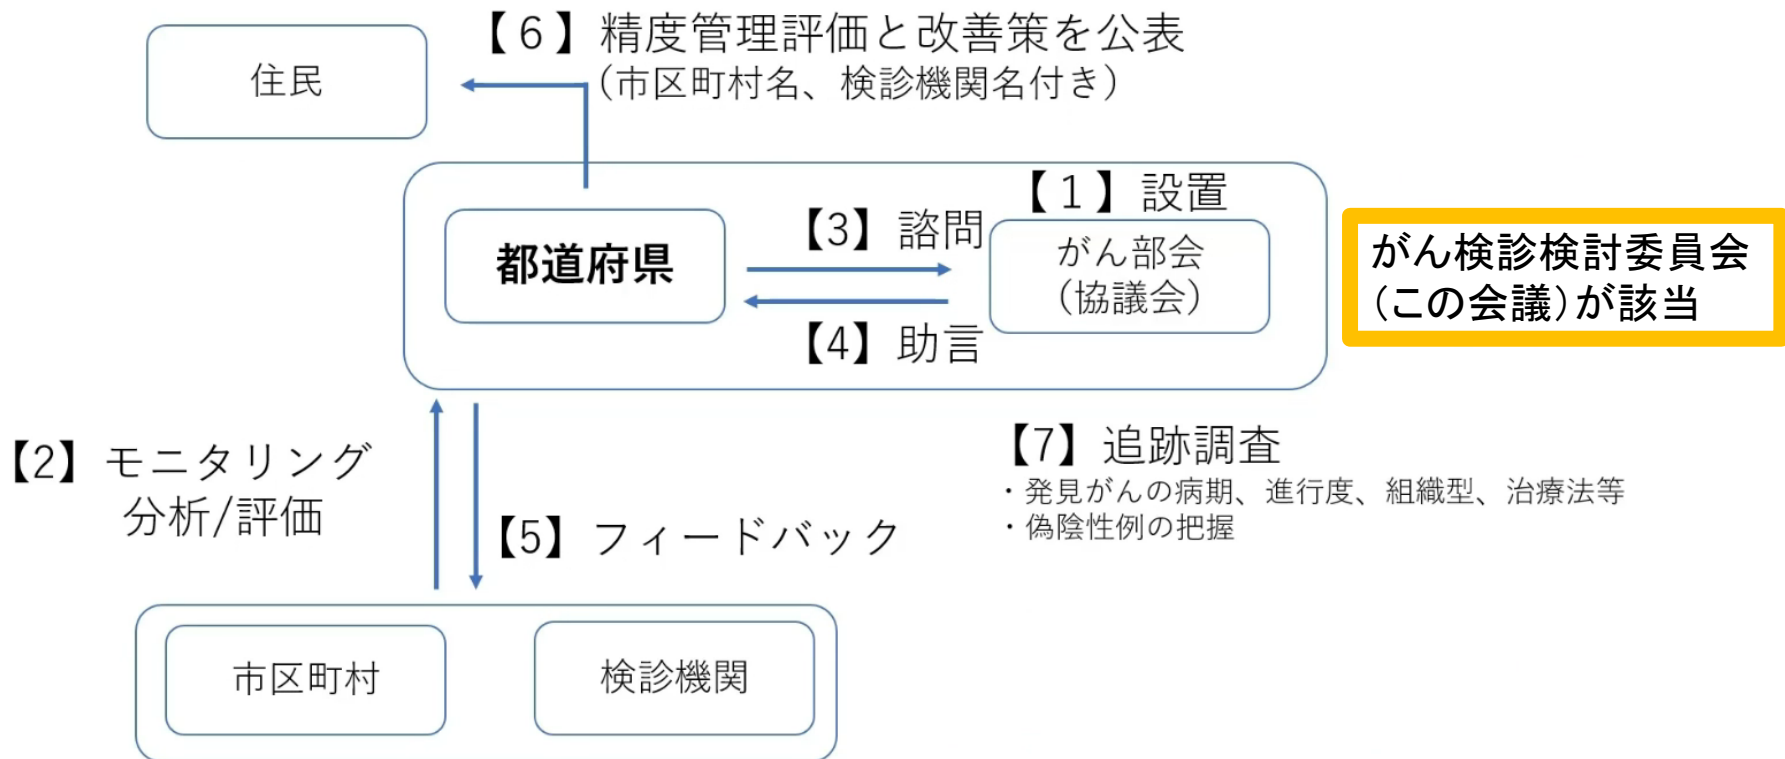 【６】精度管理評価と改善策を公表
（市区町村名、検診機関名付き）
住民
【１】設置
【3】諮問
都道府県
がん部会
（協議会）
【4】助言
がん検診検討委員会
（この会議）が該当
【2】モニタリング
分析/評価
【5】フィードバック
【7】追跡調査
・発見がんの病期、進行度、組織型、治療法等
・偽陰性例の把握
市区町村
検診機関